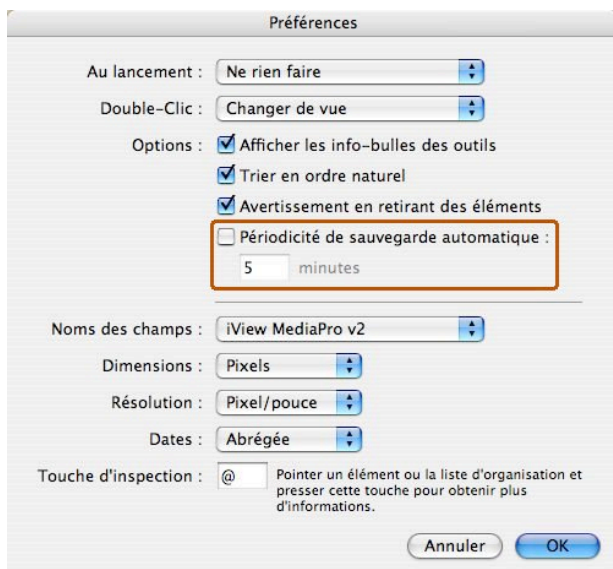 Préférences
Au lancement : Ne rien faire
Double-Clic : Changer de vue
Options : Afficher les info-bulles des outils
Trier en ordre naturel
Avertissement en retirant des éléments
Périodicité de sauvegarde automatique :
5 minutes
Noms des champs : iView MediaPro v2
Dimensions : Pixels
Résolution : Pixel/pouce
Dates : Abrégée
Touche d'inspection : @ Pointer un élément ou la liste d'organisation et
presser cette touche pour obtenir plus
d'informations.
Annuler OK